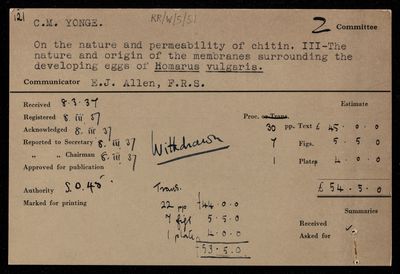 (2)
C.M. YONGE.
RR/W/5/51
2 Committee
On the nature and permeability of chitin. III-The
nature and origin of the membranes surrounding the
developing eggs of Homarus vulgaris.
Communicator E.J. Allen, F.R.S.
Received 8.3.37
Registered 8 iii 37
Acknowledged 8. iii 37
Reported to Secretary 8. iii 37
" " Chairman 8. iii 37
Approved for publication
Authority S.O. 45
Marked for printing
Withdrawn
Estimate
Proc. or Trans.
30 pp. Text £ 45 . 0 . 0
7 Figs. 5 . 5 . 0
1 Plates 4 . 0 . 0
£ 54 . 5 . 0
Trans.
22 pp £44 . 0 . 0
7 figs 5 . 5 . 0
1 plate 4 . 0 . 0
£53 . 5 . 0
Summaries
Received ✓
Asked for